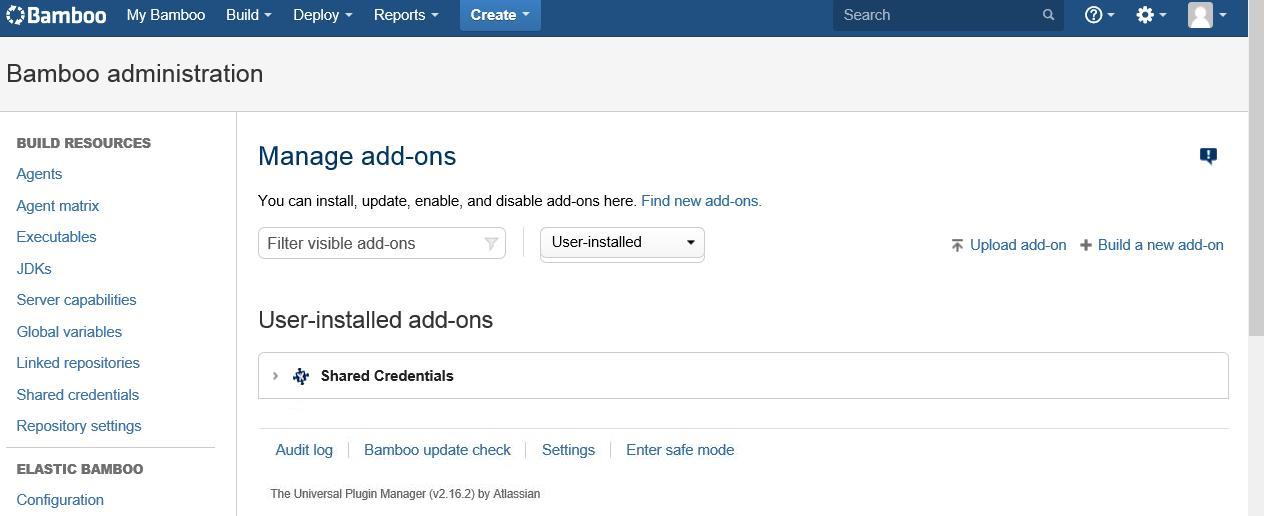 Bamboo My Bamboo Build Deploy Reports Create Search
Bamboo administration
BUILD RESOURCES
Agents
Agent matrix
Executables
JDKs
Server capabilities
Global variables
Linked repositories
Shared credentials
Repository settings
ELASTIC BAMBOO
Configuration
Manage add-ons
You can install, update, enable, and disable add-ons here. Find new add-ons.
Filter visible add-ons User-installed Upload add-on Build a new add-on
User-installed add-ons
Shared Credentials
Audit log Bamboo update check Settings Enter safe mode
The Universal Plugin Manager (v2.16.2) by Atlassian